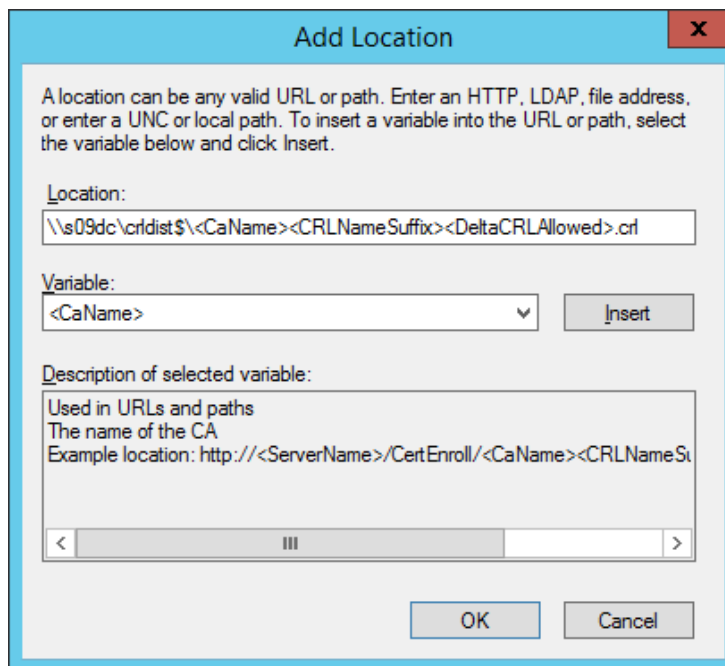 Add Location
x
A location can be any valid URL or path. Enter an HTTP, LDAP, file address,
or enter a UNC or local path. To insert a variable into the URL or path, select
the variable below and click Insert.
Location:
\\s09dc\crldist$\<CaName><CRLNameSuffix><DeltaCRLAllowed>.crl
Variable:
<CaName>
Insert
Description of selected variable:
Used in URLs and paths
The name of the CA
Example location: http://<ServerName>/CertEnroll/<CaName><CRLNameSu
OK
Cancel